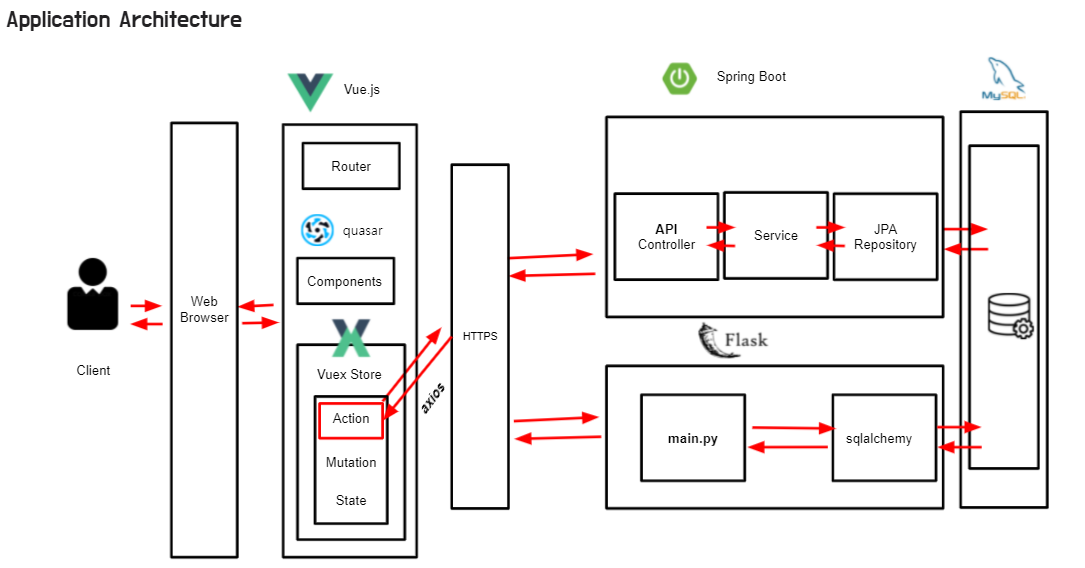 Application Architecture
Vue.js
Spring Boot
MySQL
Router
quasar
API
Controller
Service
JPA
Repository
Components
Web
Browser
HTTPS
Flask
Client
Vuex Store
axios
Action
main.py
sqlalchemy
Mutation
State